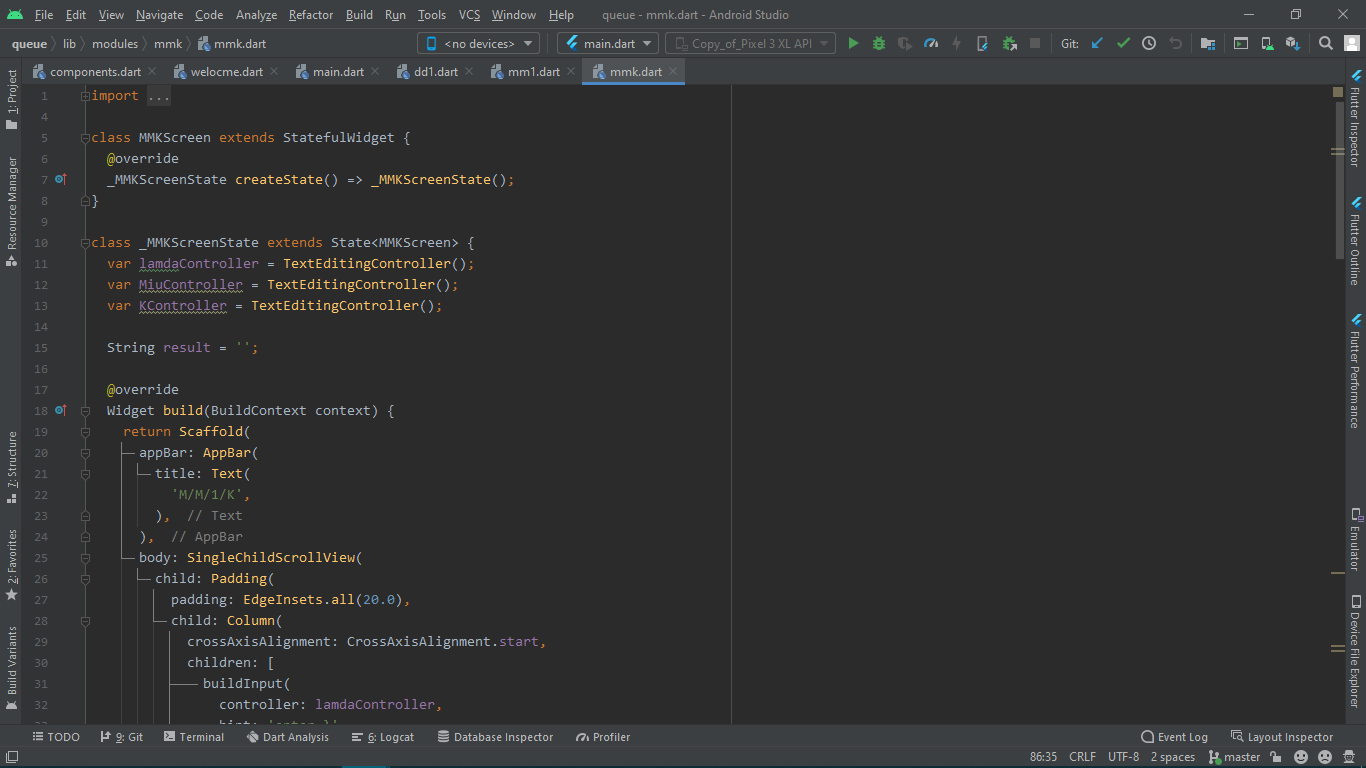 File Edit View Navigate Code Analyze Refactor Build Run Tools VCS Window Help queue - mmk.dart - Android Studio
queue lib modules mmk mmk.dart <no devices> main.dart Copy_of_Pixel 3 XL API Git:
components.dart welocme.dart main.dart dd1.dart mm1.dart mmk.dart
1: Project
Resource Manager
7: Structure
2: Favorites
Build Variants
1 import ...
4
5 class MMKScreen extends StatefulWidget {
6 @override
7 _MMKScreenState createState() => _MMKScreenState();
8 }
9
10 class _MMKScreenState extends State<MMKScreen> {
11 var lamdaController = TextEditingController();
12 var MiuController = TextEditingController();
13 var KController = TextEditingController();
14
15 String result = '';
16
17 @override
18 Widget build(BuildContext context) {
19 return Scaffold(
20 appBar: AppBar(
21 title: Text(
22 'M/M/1/K',
23 ), // Text
24 ), // AppBar
25 body: SingleChildScrollView(
26 child: Padding(
27 padding: EdgeInsets.all(20.0),
28 child: Column(
29 crossAxisAlignment: CrossAxisAlignment.start,
30 children: [
31 buildInput(
32 controller: lamdaController,
Flutter Inspector
Flutter Outline
Flutter Performance
Emulator
Device File Explorer
TODO 9: Git Terminal Dart Analysis 6: Logcat Database Inspector Profiler Event Log Layout Inspector
86:35 CRLF UTF-8 2 spaces master